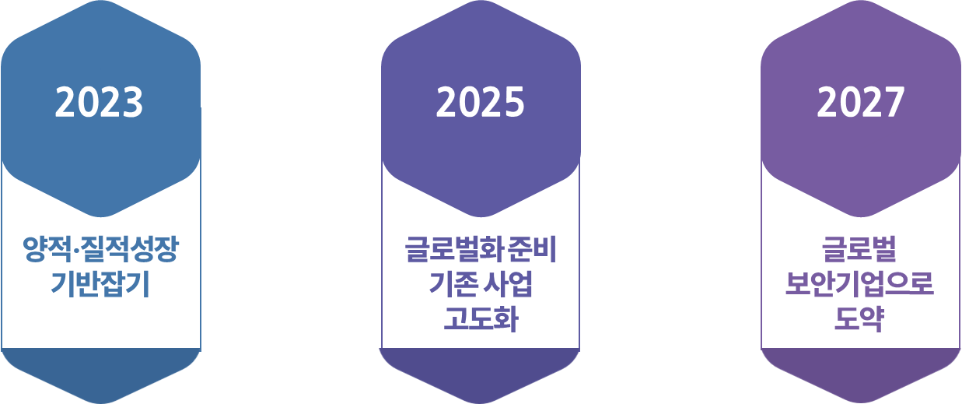 2023
양적·질적성장
기반잡기
2025
글로벌화 준비
기존 사업
고도화
2027
글로벌
보안기업으로
도약